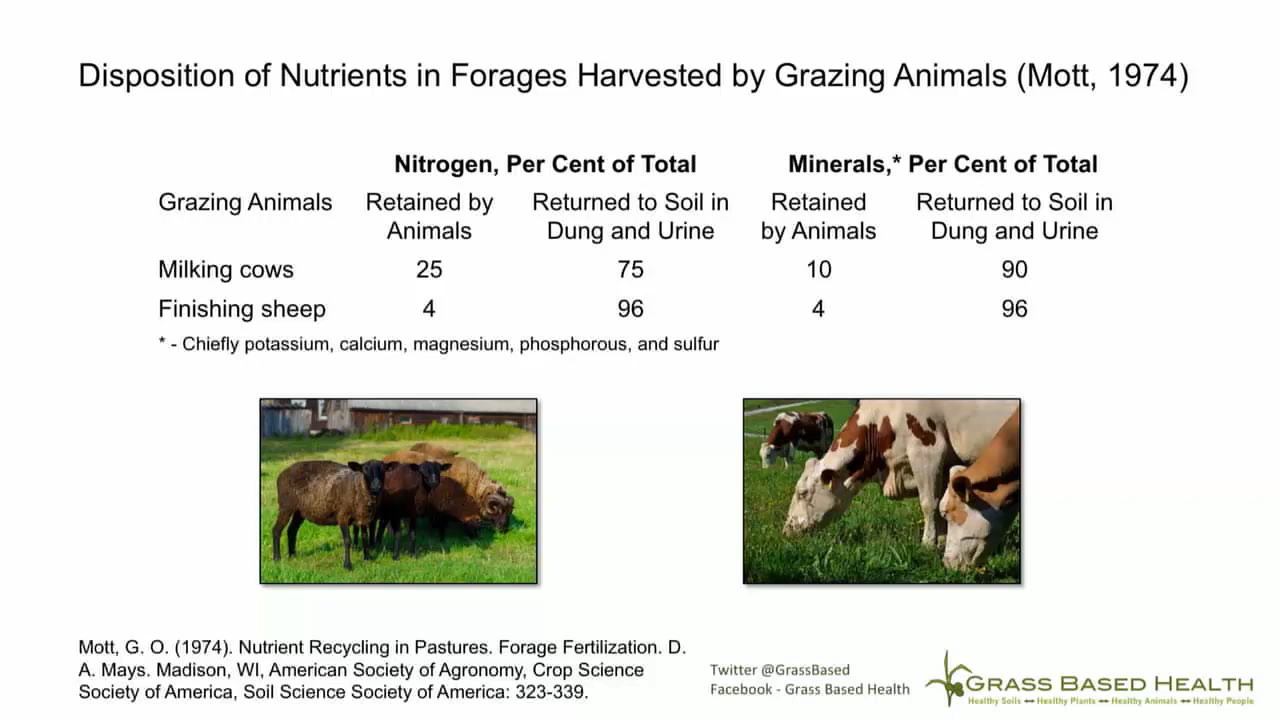 Disposition of Nutrients in Forages Harvested by Grazing Animals (Mott, 1974)
Nitrogen, Per Cent of Total Minerals,* Per Cent of Total
Grazing Animals Retained by Animals Returned to Soil in Dung and Urine Retained by Animals Returned to Soil in Dung and Urine
Milking cows 25 75 10 90
Finishing sheep 4 96 4 96
* - Chiefly potassium, calcium, magnesium, phosphorous, and sulfur
Mott, G. O. (1974). Nutrient Recycling in Pastures. Forage Fertilization. D.
A. Mays. Madison, WI, American Society of Agronomy, Crop Science
Society of America, Soil Science Society of America: 323-339.
Twitter @GrassBased
Facebook - Grass Based Health
GRASS BASED HEALTH
Healthy Soils ↔ Healthy Plants ↔ Healthy Animals ↔ Healthy People